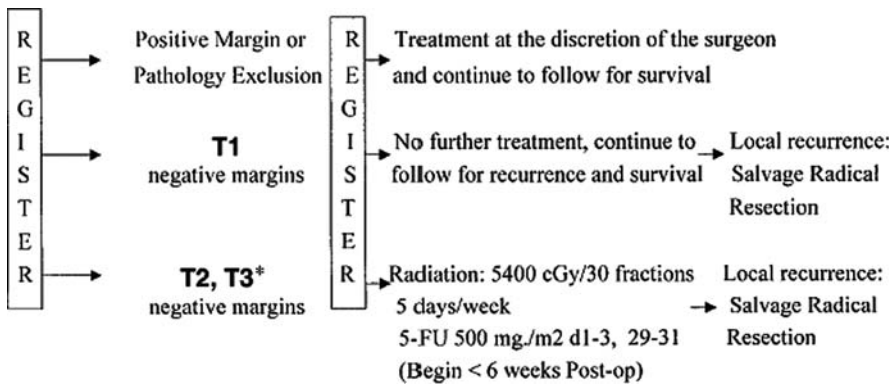 REGISTER
Positive Margin or
Pathology Exclusion
T1
negative margins
T2, T3*
negative margins
REGISTER
Treatment at the discretion of the surgeon
and continue to follow for survival
No further treatment, continue to
follow for recurrence and survival
Local recurrence:
Salvage Radical
Resection
Radiation: 5400 cGy/30 fractions
5 days/week
5-FU 500 mg./m2 d1-3, 29-31
(Begin < 6 weeks Post-op)
Local recurrence:
Salvage Radical
Resection